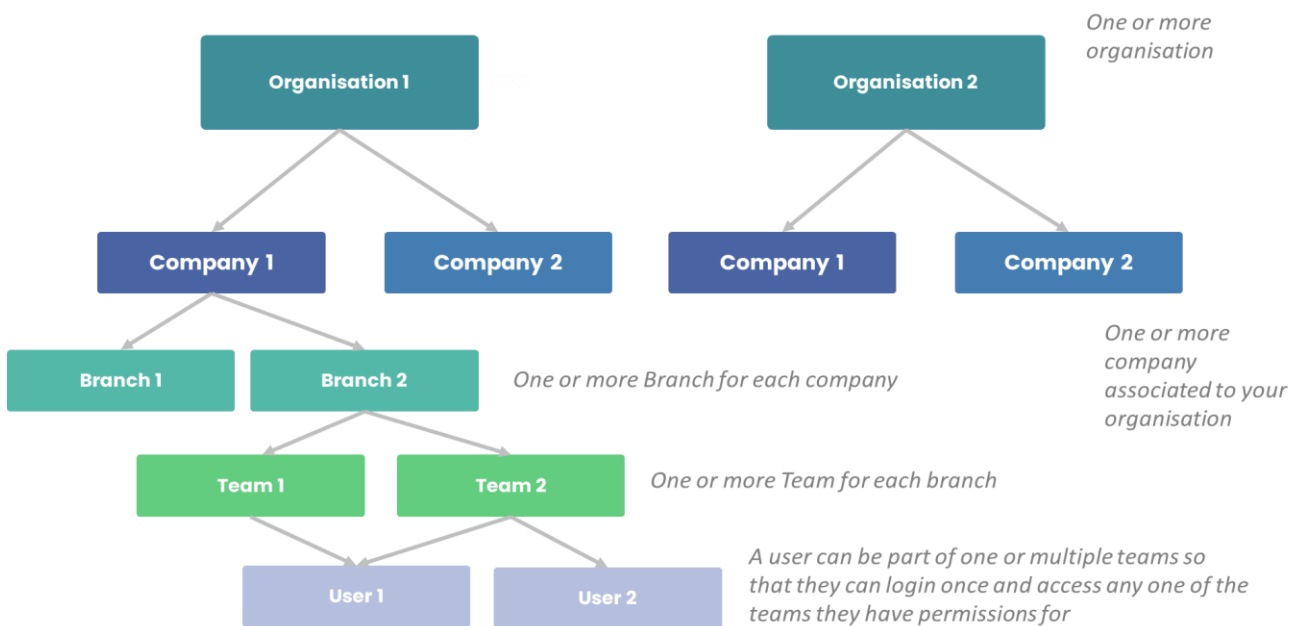 One or more
organisation
Organisation 1
Organisation 2
Company 1
Company 2
Company 1
Company 2
One or more
company
associated to your
organisation
Branch 1
Branch 2
One or more Branch for each company
Team 1
Team 2
One or more Team for each branch
User 1
User 2
A user can be part of one or multiple teams so
that they can login once and access any one of the
teams they have permissions for